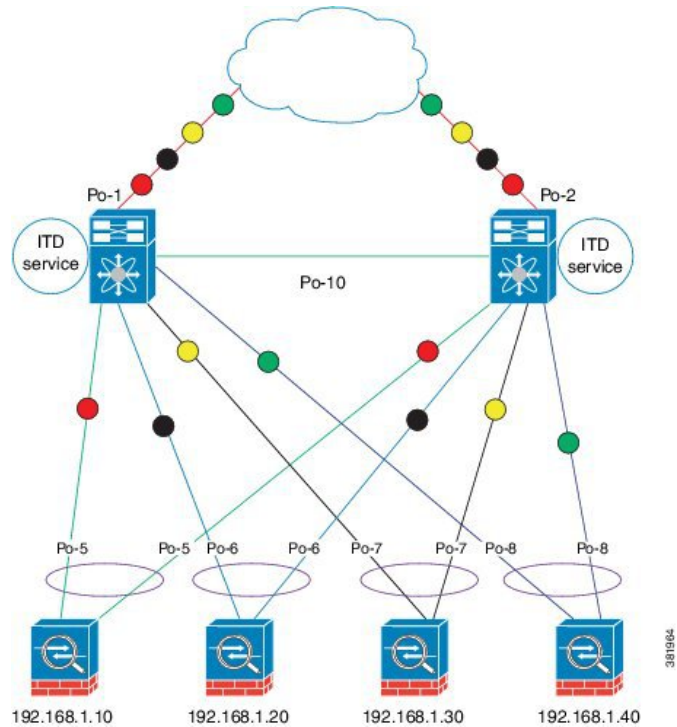 Po-1
Po-2
ITD
service
ITD
service
Po-10
Po-5
Po-5
Po-6
Po-6
Po-7
Po-7
Po-8
Po-8
192.168.1.10
192.168.1.20
192.168.1.30
192.168.1.40
381964